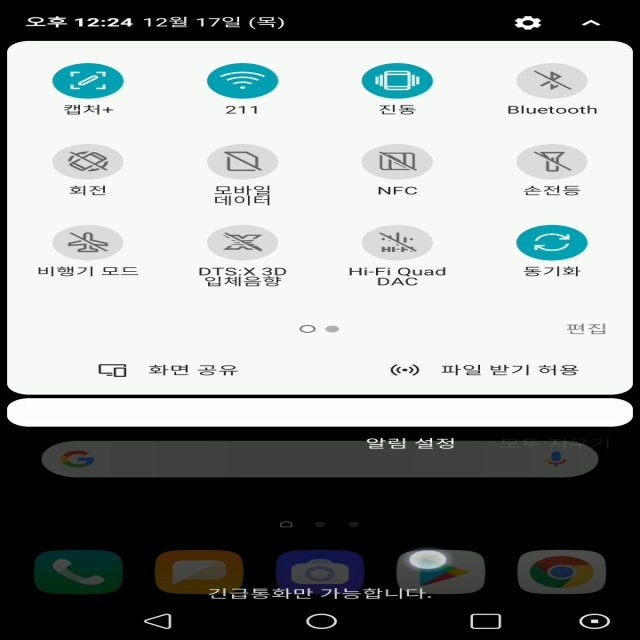 오후 12:24 12월 17일 (목)
캡처+ 211 진동 Bluetooth
회전 모바일 데이터 NFC 손전등
비행기 모드 DTS:X 3D 입체음향 Hi-Fi Quad DAC 동기화
편집
화면 공유 파일 받기 허용
알림 설정 모두 지우기
긴급통화만 가능합니다.